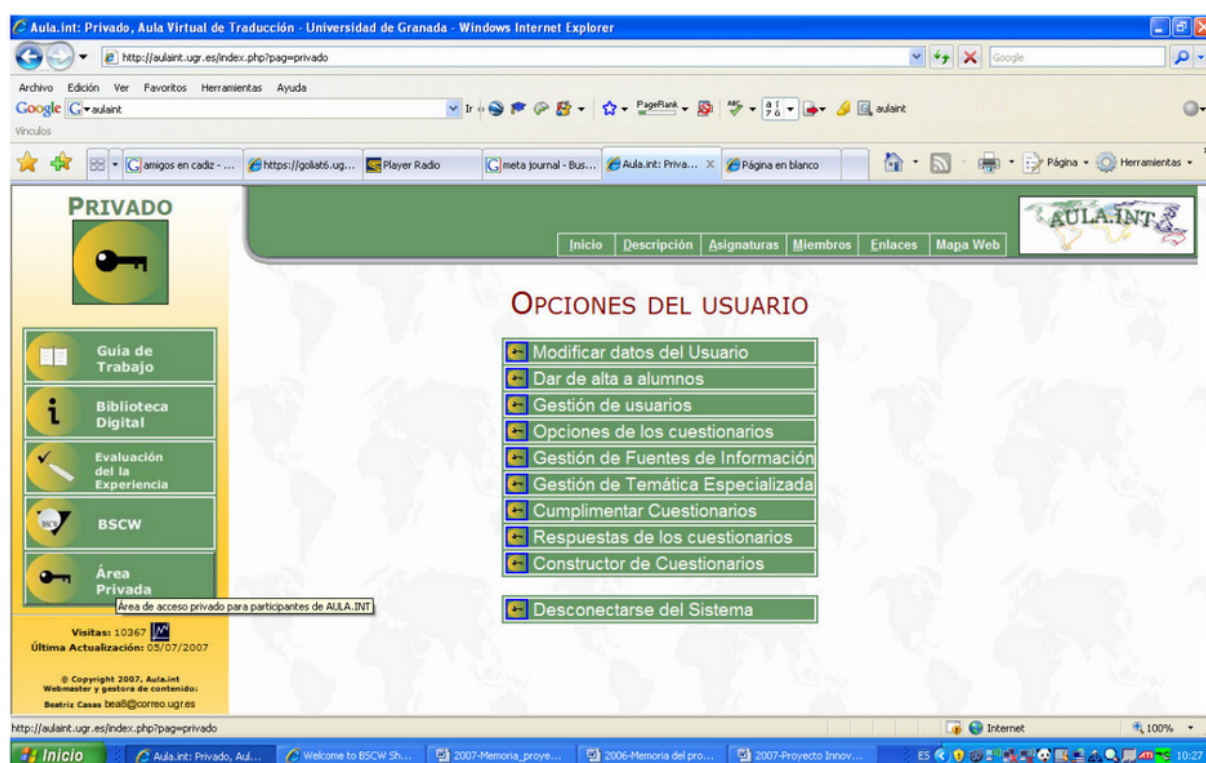 Aula.int: Privado, Aula Virtual de Traducción - Universidad de Granada - Windows Internet Explorer
http://aulaint.ugr.es/index.php?pag=privado
Google
Archivo Edición Ver Favoritos Herramientas Ayuda
Google G aulaint Ir PageRank aulaint
Vínculos
amigos en cadiz - ... https://goliat6.ug... Player Radio meta journal - Bus... Aula.int: Priva... Página en blanco Página Herramientas
PRIVADO
AULA.INT
Inicio Descripción Asignaturas Miembros Enlaces Mapa Web
OPCIONES DEL USUARIO
Modificar datos del Usuario
Dar de alta a alumnos
Gestión de usuarios
Opciones de los cuestionarios
Gestión de Fuentes de Información
Gestión de Temática Especializada
Cumplimentar Cuestionarios
Respuestas de los cuestionarios
Constructor de Cuestionarios
Desconectarse del Sistema
Guía de
Trabajo
Biblioteca
Digital
Evaluación
del la
Experiencia
BSCW
Área
Privada
Área de acceso privado para participantes de AULA.INT
Visitas: 10367
Última Actualización: 05/07/2007
© Copyright 2007, Aula.int
Webmaster y gestora de contenido:
Beatriz Casas bea8@correo.ugr.es
http://aulaint.ugr.es/index.php?pag=privado Internet 100%
Inicio Aula.int: Privado, Aul... Welcome to BSCW Sh... 2007-Memoria_proye... 2006-Memoria del pro... 2007-Proyecto Innov... ES 10:27